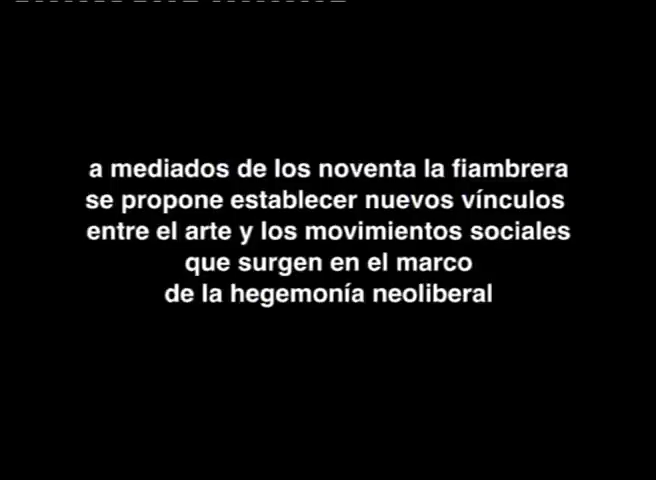 a mediados de los noventa la fiambrera
se propone establecer nuevos vínculos
entre el arte y los movimientos sociales
que surgen en el marco
de la hegemonía neoliberal